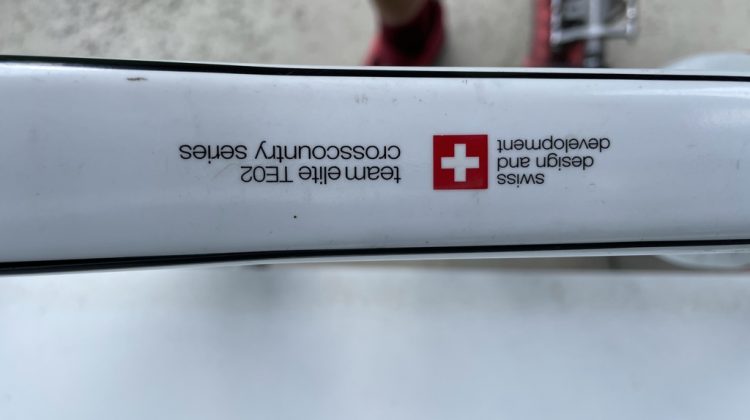 swiss
design and
development
team elite TE02
crosscountry series